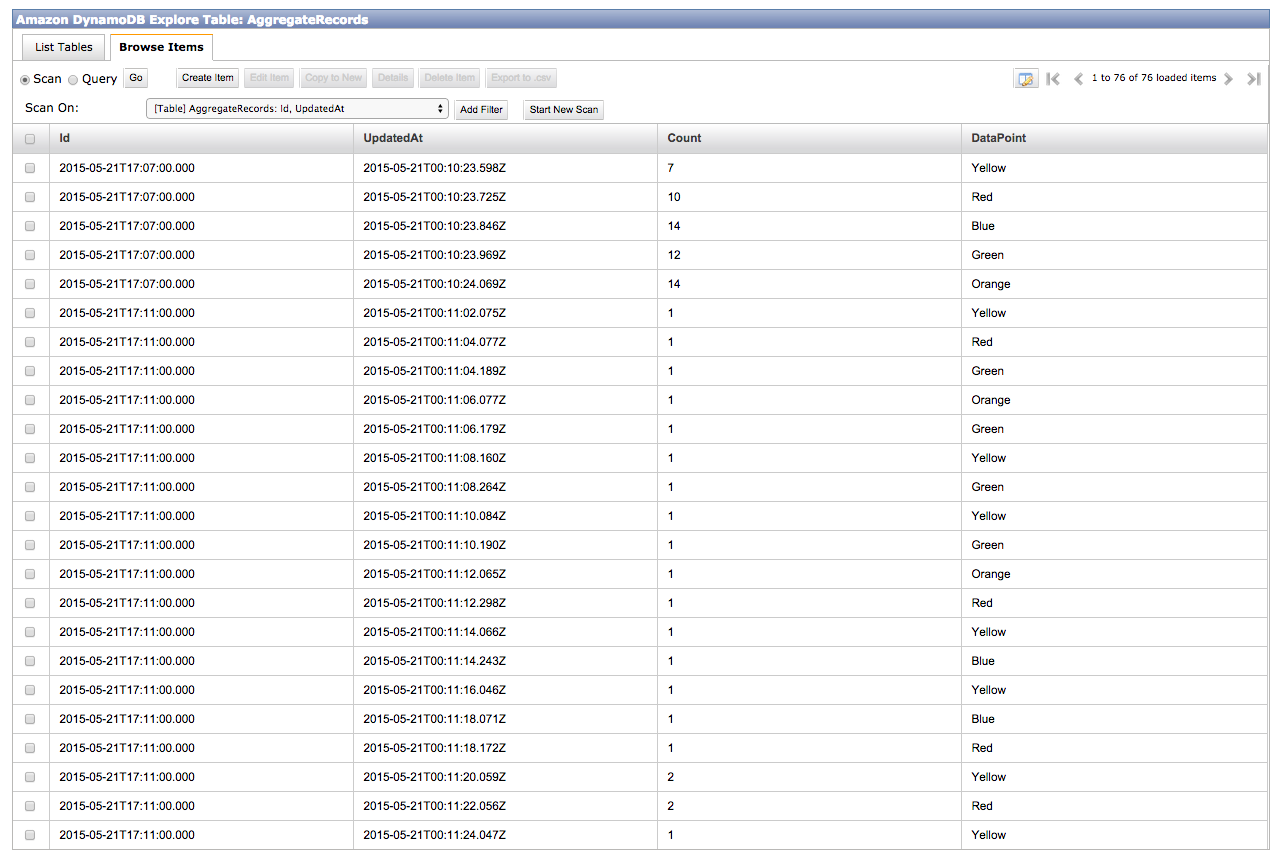 Amazon DynamoDB Explore Table: AggregateRecords
List Tables Browse Items
Scan Query Go Create Item Edit Item Copy to New Details Delete Item Export to .csv 1 to 76 of 76 loaded items
Scan On: [Table] AggregateRecords: Id, UpdatedAt Add Filter Start New Scan
Id UpdatedAt Count DataPoint
2015-05-21T17:07:00.000 2015-05-21T00:10:23.598Z 7 Yellow
2015-05-21T17:07:00.000 2015-05-21T00:10:23.725Z 10 Red
2015-05-21T17:07:00.000 2015-05-21T00:10:23.846Z 14 Blue
2015-05-21T17:07:00.000 2015-05-21T00:10:23.969Z 12 Green
2015-05-21T17:07:00.000 2015-05-21T00:10:24.069Z 14 Orange
2015-05-21T17:11:00.000 2015-05-21T00:11:02.075Z 1 Yellow
2015-05-21T17:11:00.000 2015-05-21T00:11:04.077Z 1 Red
2015-05-21T17:11:00.000 2015-05-21T00:11:04.189Z 1 Green
2015-05-21T17:11:00.000 2015-05-21T00:11:06.077Z 1 Orange
2015-05-21T17:11:00.000 2015-05-21T00:11:06.179Z 1 Green
2015-05-21T17:11:00.000 2015-05-21T00:11:08.160Z 1 Yellow
2015-05-21T17:11:00.000 2015-05-21T00:11:08.264Z 1 Green
2015-05-21T17:11:00.000 2015-05-21T00:11:10.084Z 1 Yellow
2015-05-21T17:11:00.000 2015-05-21T00:11:10.190Z 1 Green
2015-05-21T17:11:00.000 2015-05-21T00:11:12.065Z 1 Orange
2015-05-21T17:11:00.000 2015-05-21T00:11:12.298Z 1 Red
2015-05-21T17:11:00.000 2015-05-21T00:11:14.066Z 1 Yellow
2015-05-21T17:11:00.000 2015-05-21T00:11:14.243Z 1 Blue
2015-05-21T17:11:00.000 2015-05-21T00:11:16.046Z 1 Yellow
2015-05-21T17:11:00.000 2015-05-21T00:11:18.071Z 1 Blue
2015-05-21T17:11:00.000 2015-05-21T00:11:18.172Z 1 Red
2015-05-21T17:11:00.000 2015-05-21T00:11:20.059Z 2 Yellow
2015-05-21T17:11:00.000 2015-05-21T00:11:22.056Z 2 Red
2015-05-21T17:11:00.000 2015-05-21T00:11:24.047Z 1 Yellow